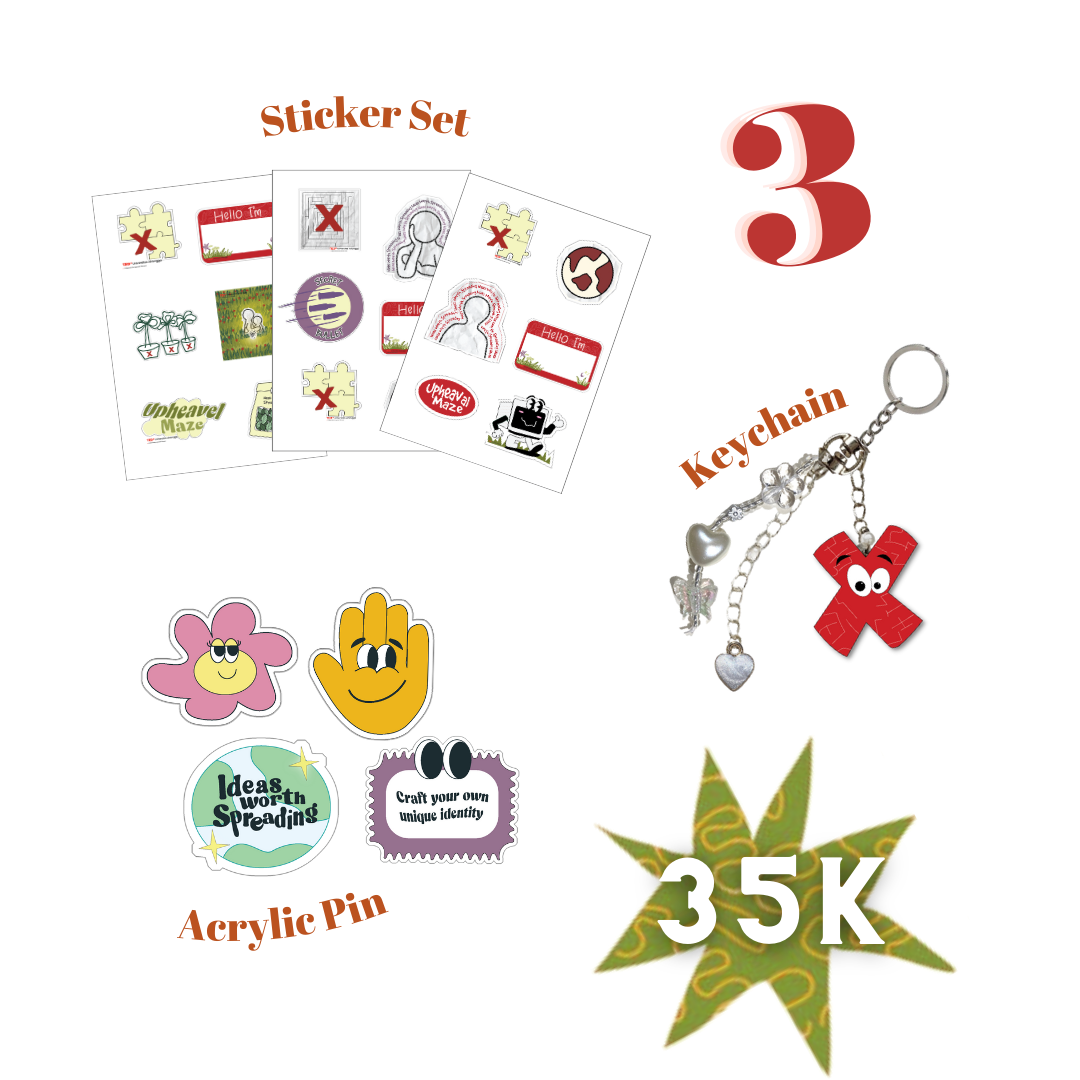 Sticker Set
3
X
Hello I'm
X X X
Upheavel
Maze
X
X
Hello
X
Hello I'm
Upheaval
Maze
Keychain
Ideas
worth
Spreading
Craft your own
unique identity
Acrylic Pin
35K